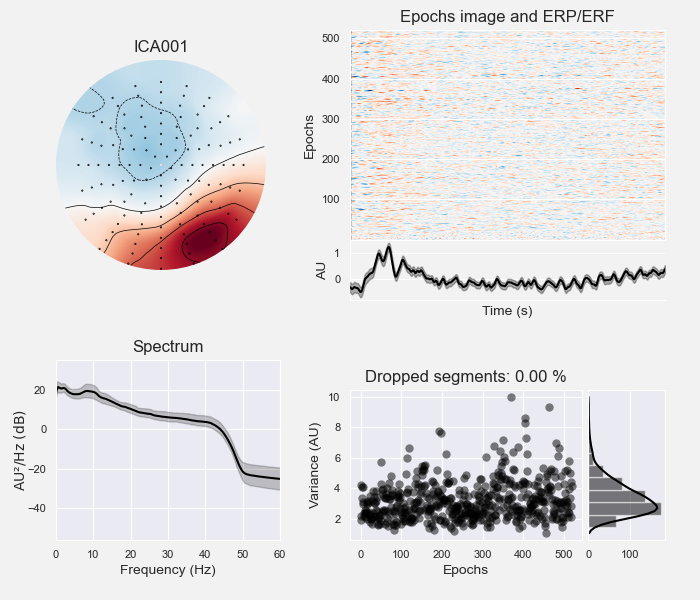 ICA001
Epochs image and ERP/ERF
500
400
300
200
100
Epochs
1
0
AU
Time (s)
Spectrum
20
0
−20
−40
AU²/Hz (dB)
0 10 20 30 40 50 60
Frequency (Hz)
Dropped segments: 0.00 %
10
8
6
4
2
Variance (AU)
0 100 200 300 400 500
Epochs
0 100